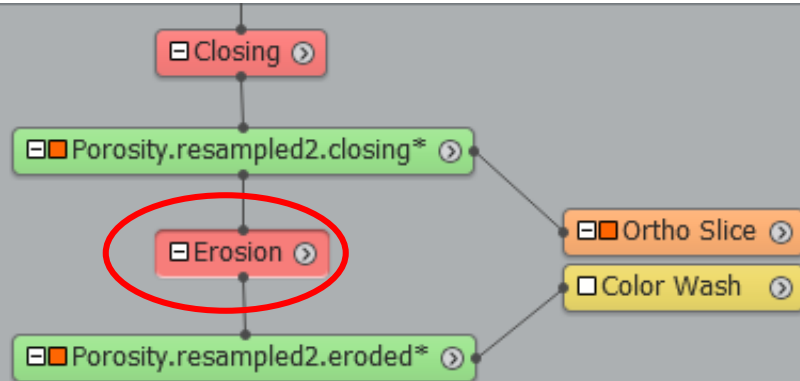 Closing
Porosity.resampled2.closing*
Erosion
Ortho Slice
Color Wash
Porosity.resampled2.eroded*